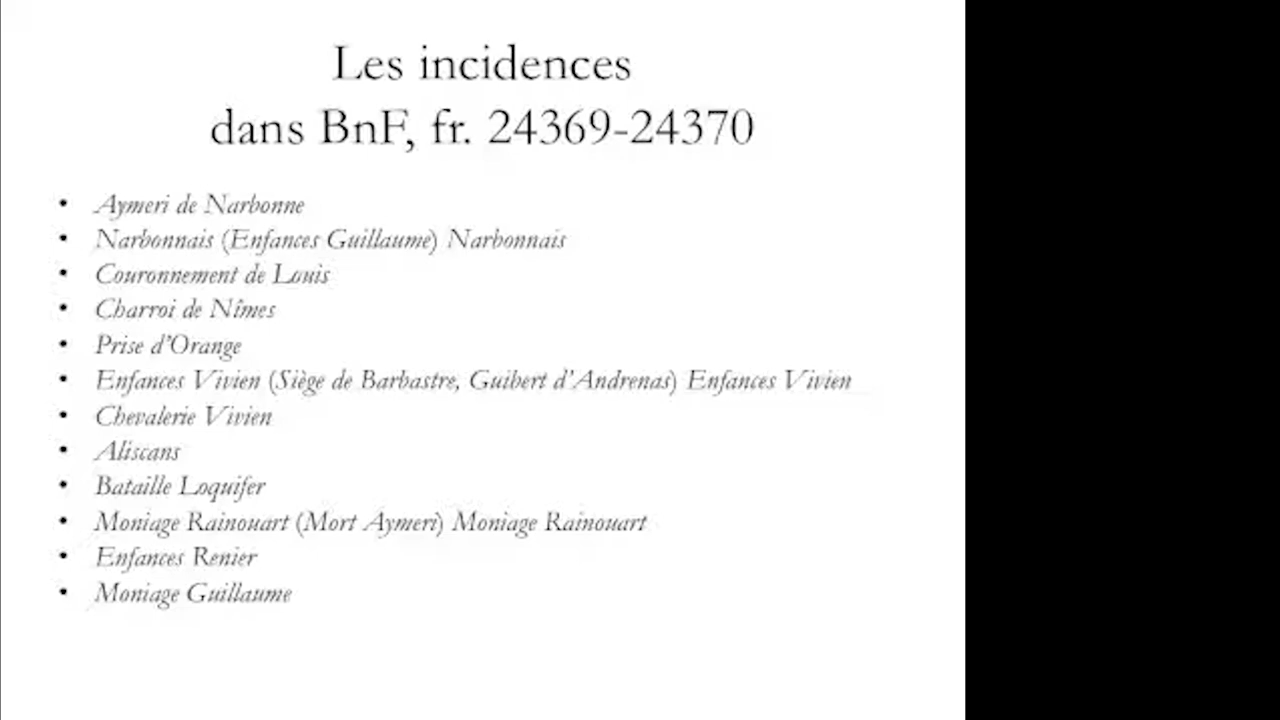 Les incidences
dans BnF, fr. 24369-24370
• Aymeri de Narbonne
• Narbonnais (Enfances Guillaume) Narbonnais
• Couronnement de Louis
• Charroi de Nîmes
• Prise d'Orange
• Enfances Vivien (Siège de Barbastre, Guibert d'Andrenas) Enfances Vivien
• Chevalerie Vivien
• Aliscans
• Bataille Loquifer
• Moniage Rainouart (Mort Aymeri) Moniage Rainouart
• Enfances Renier
• Moniage Guillaume